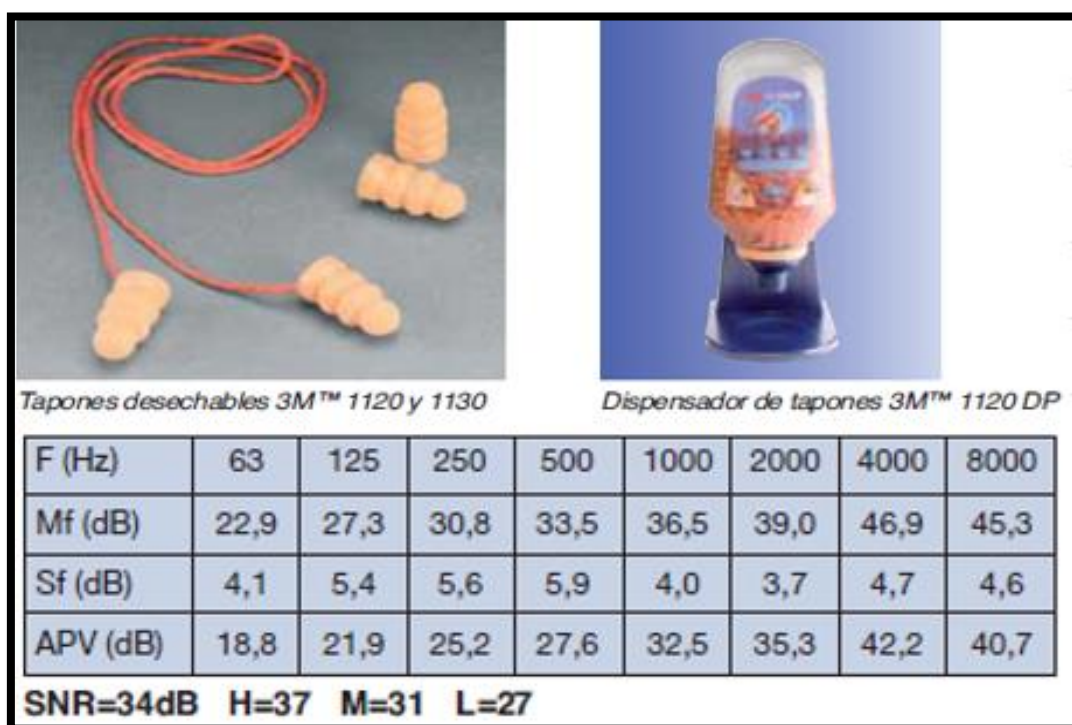 Tapones desechables 3M™ 1120 y 1130
Dispensador de tapones 3M™ 1120 DP
F (Hz) 63 125 250 500 1000 2000 4000 8000
Mf (dB) 22,9 27,3 30,8 33,5 36,5 39,0 46,9 45,3
Sf (dB) 4,1 5,4 5,6 5,9 4,0 3,7 4,7 4,6
APV (dB) 18,8 21,9 25,2 27,6 32,5 35,3 42,2 40,7
SNR=34dB H=37 M=31 L=27